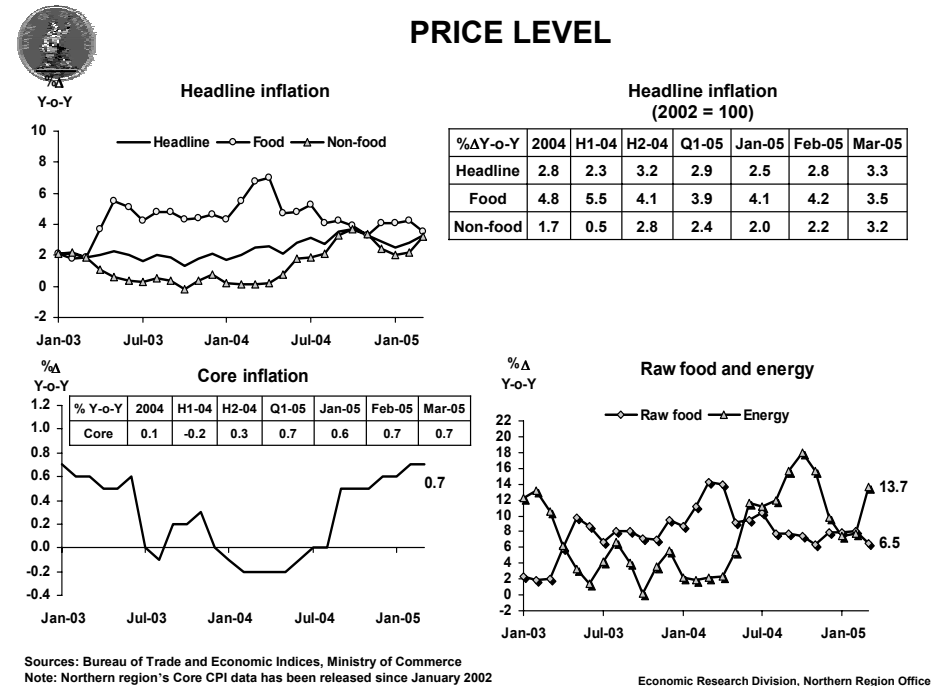 PRICE LEVEL
%Δ
Y-o-Y
Headline inflation
10
8
6
4
2
0
-2
Headline
Food
Non-food
Jan-03
Jul-03
Jan-04
Jul-04
Jan-05
Headline inflation
(2002 = 100)
%ΔY-o-Y 2004 H1-04 H2-04 Q1-05 Jan-05 Feb-05 Mar-05
Headline 2.8 2.3 3.2 2.9 2.5 2.8 3.3
Food 4.8 5.5 4.1 3.9 4.1 4.2 3.5
Non-food 1.7 0.5 2.8 2.4 2.0 2.2 3.2
%Δ
Y-o-Y
Core inflation
% Y-o-Y 2004 H1-04 H2-04 Q1-05 Jan-05 Feb-05 Mar-05
Core 0.1 -0.2 0.3 0.7 0.6 0.7 0.7
1.2
1.0
0.8
0.6
0.4
0.2
0.0
-0.2
-0.4
0.7
Jan-03
Jul-03
Jan-04
Jul-04
Jan-05
%Δ
Y-o-Y
Raw food and energy
Raw food
Energy
22
20
18
16
14
12
10
8
6
4
2
0
-2
13.7
6.5
Jan-03
Jul-03
Jan-04
Jul-04
Jan-05
Sources: Bureau of Trade and Economic Indices, Ministry of Commerce
Note: Northern region's Core CPI data has been released since January 2002
Economic Research Division, Northern Region Office